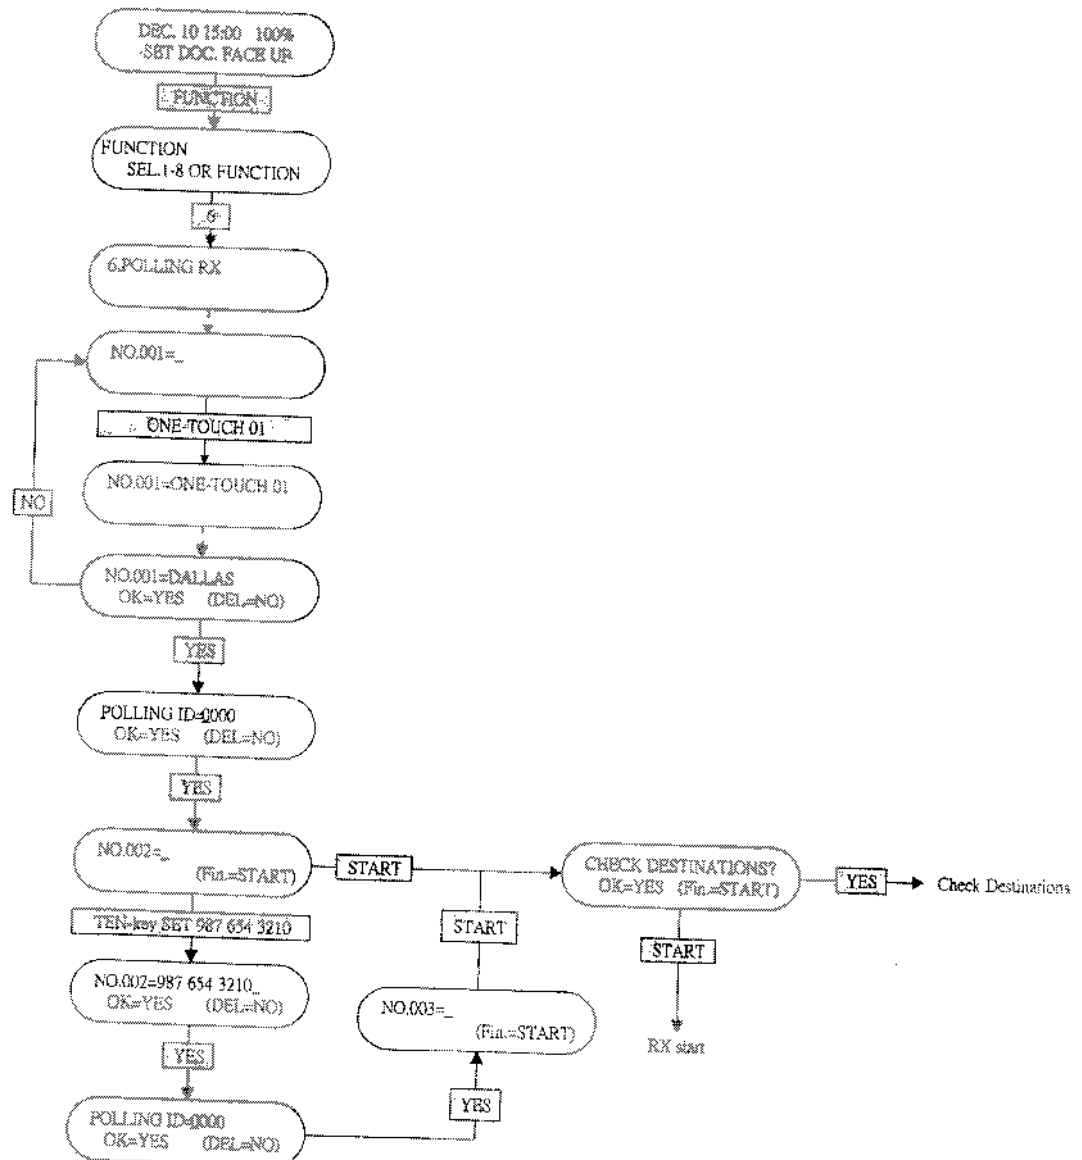 DEC. 10 15:00 100%
SET DOC. FACE UP
FUNCTION
FUNCTION
SEL.1-8 OR FUNCTION
6
6.POLLING RX
NO.001=_
ONE-TOUCH 01
NO.001=ONE-TOUCH 01
NO
NO.001=DALLAS
OK=YES (DEL=NO)
YES
POLLING ID=0000
OK=YES (DEL=NO)
YES
NO.002=_
(Fin.=START)
START
CHECK DESTINATIONS?
OK=YES (Fin.=START)
YES
Check Destinations
TEN-key SET 987 654 3210
START
START
NO.002=987 654 3210_
OK=YES (DEL=NO)
NO.003=_
(Fin.=START)
RX start
YES
YES
POLLING ID=0000
OK=YES (DEL=NO)